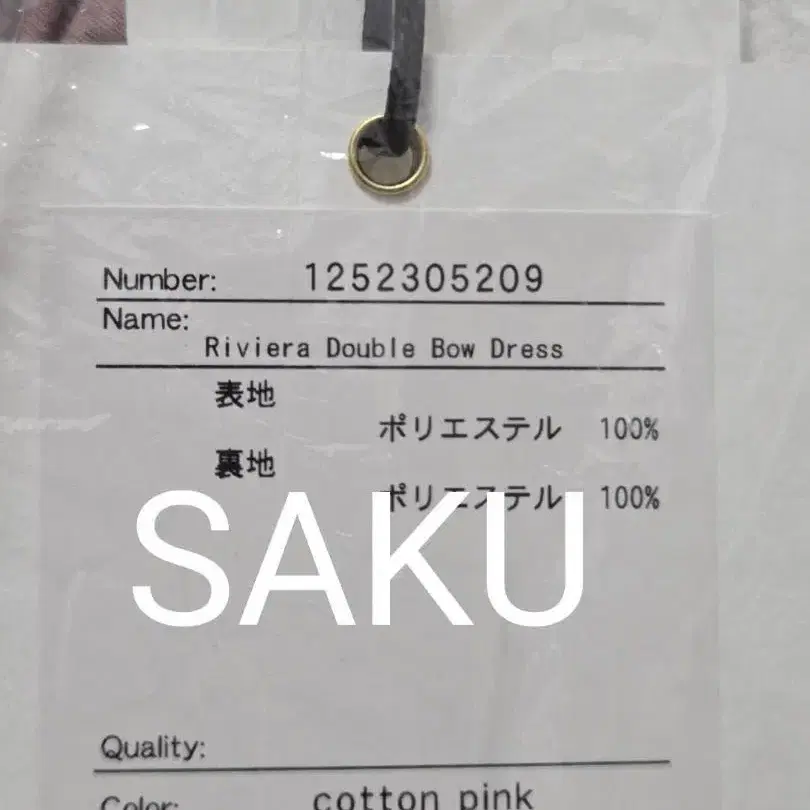 Number: 1252305209
Name:
Riviera Double Bow Dress
表地
ポリエステル 100%
裏地
ポリエステル 100%
SAKU
Quality:
Color: cotton pink